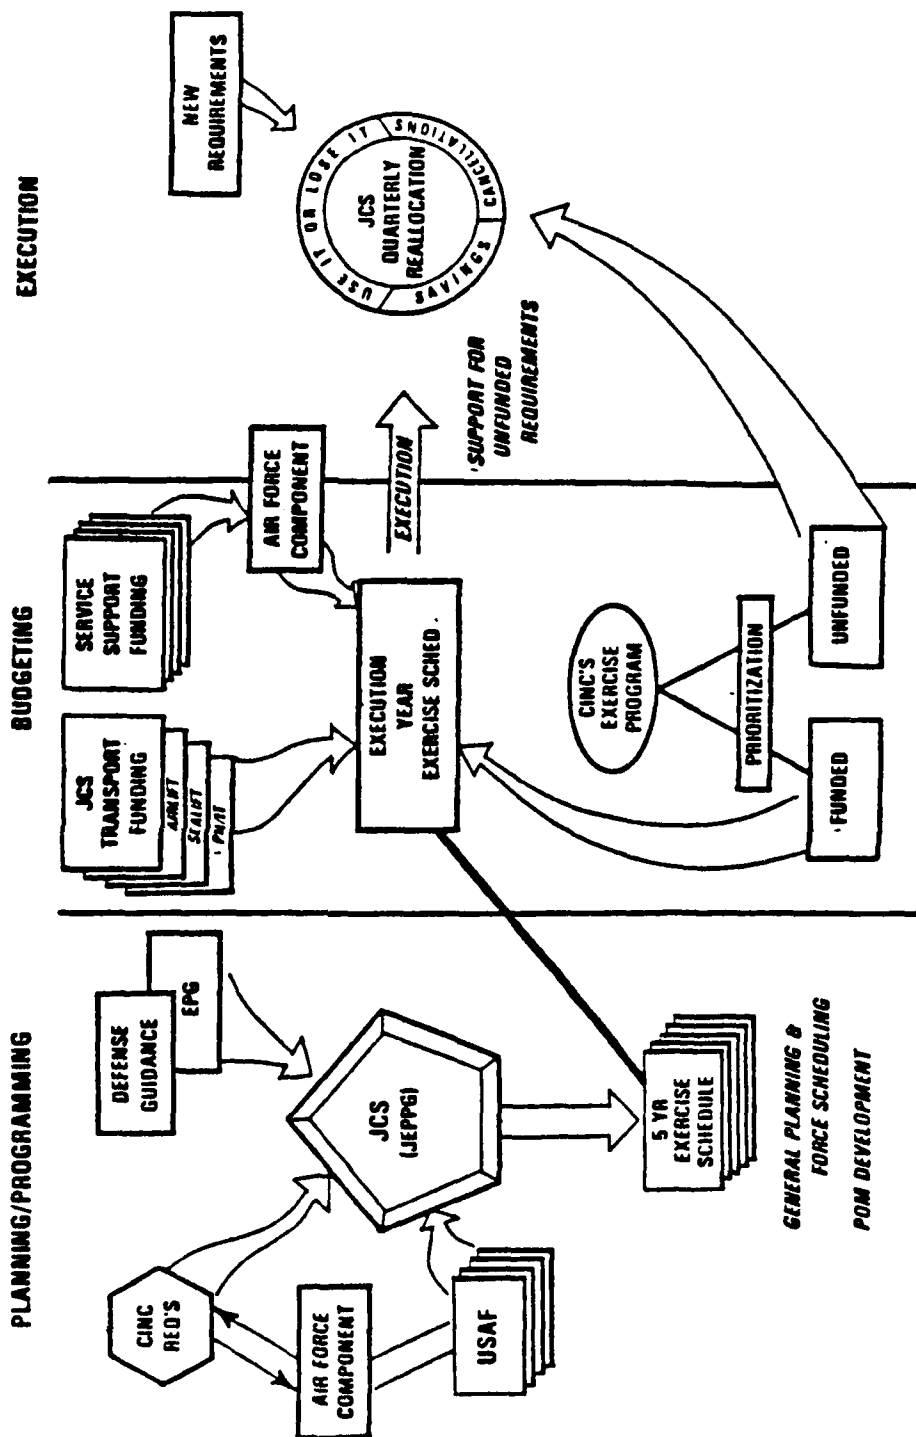 PLANNING/PROGRAMMING
DEFENSE
GUIDANCE
EPG
CINC
REQ'S
AIR FORCE
COMPONENT
USAF
JCS
(JEPPG)
5 YR
EXERCISE
SCHEDULE
GENERAL PLANNING &
FORCE SCHEDULING
POM DEVELOPMENT
BUDGETING
JCS
TRANSPORT
FUNDING
AIRLIFT
SEALIFT
SERVICE
SUPPORT
FUNDING
AIR FORCE
COMPONENT
EXECUTION
YEAR
EXERCISE SCHED.
CINC'S
EXERCISE
PROGRAM
PRIORITIZATION
FUNDED
UNFUNDED
EXECUTION
EXECUTION
NEW
REQUIREMENTS
USE IT OR LOSE IT
SAVINGS
CANCELLATIONS
JCS
QUARTERLY
REALLOCATION
SUPPORT FOR
UNFUNDED
REQUIREMENTS